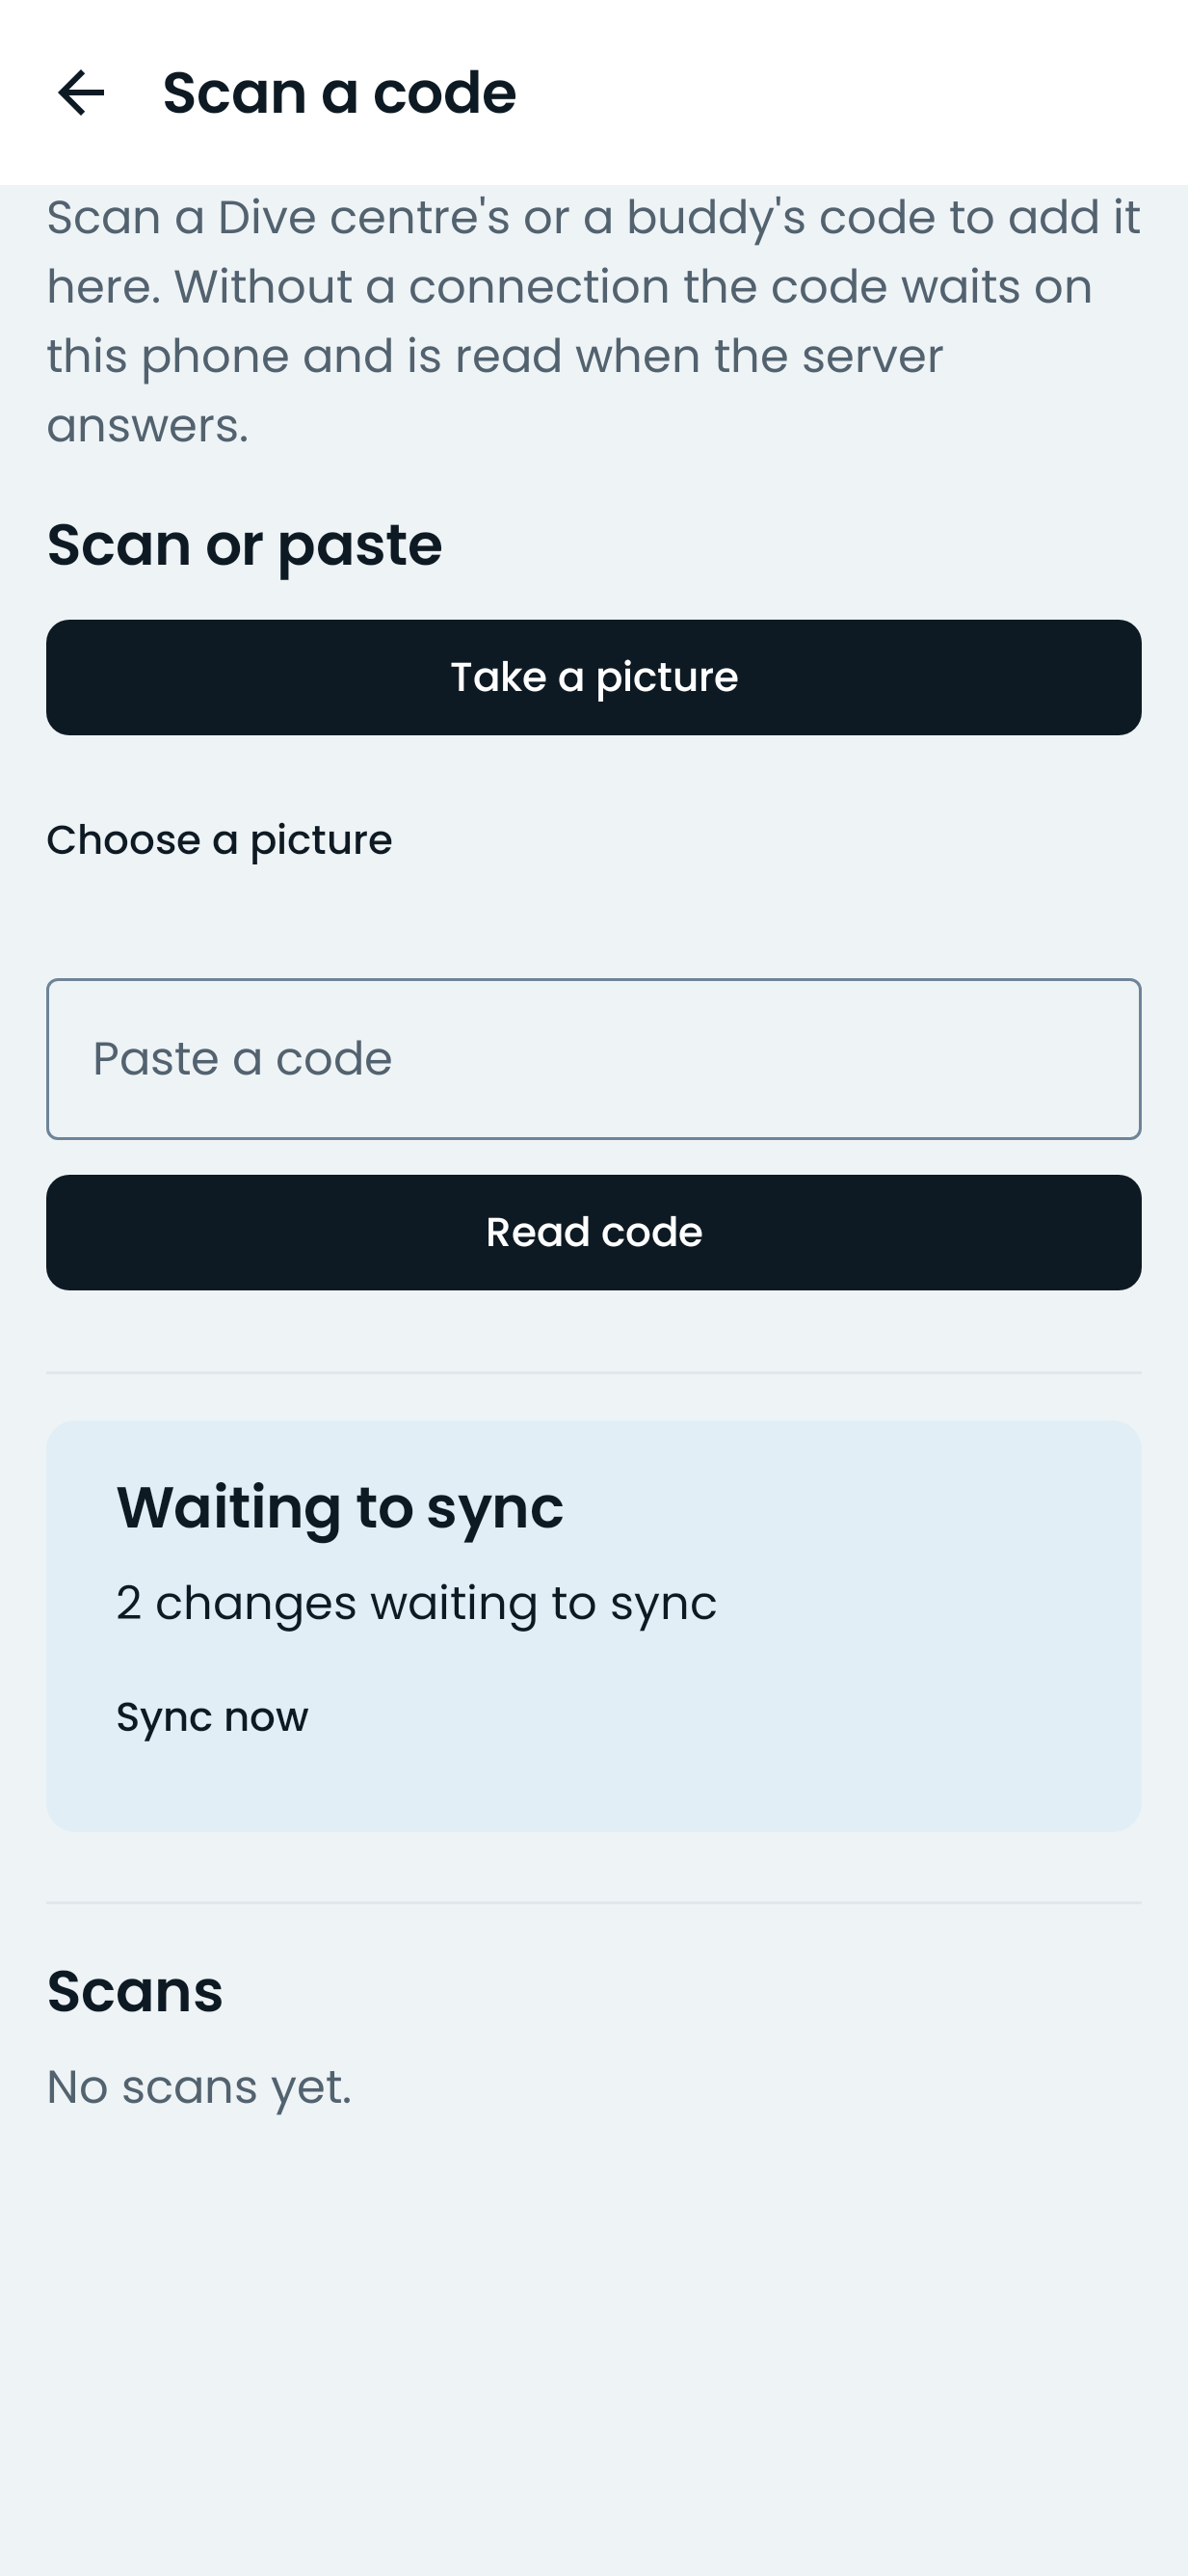 Scan a code
Scan a Dive centre's or a buddy's code to add it
here. Without a connection the code waits on
this phone and is read when the server
answers.
Scan or paste
Take a picture
Choose a picture
Paste a code
Read code
Waiting to sync
2 changes waiting to sync
Sync now
Scans
No scans yet.